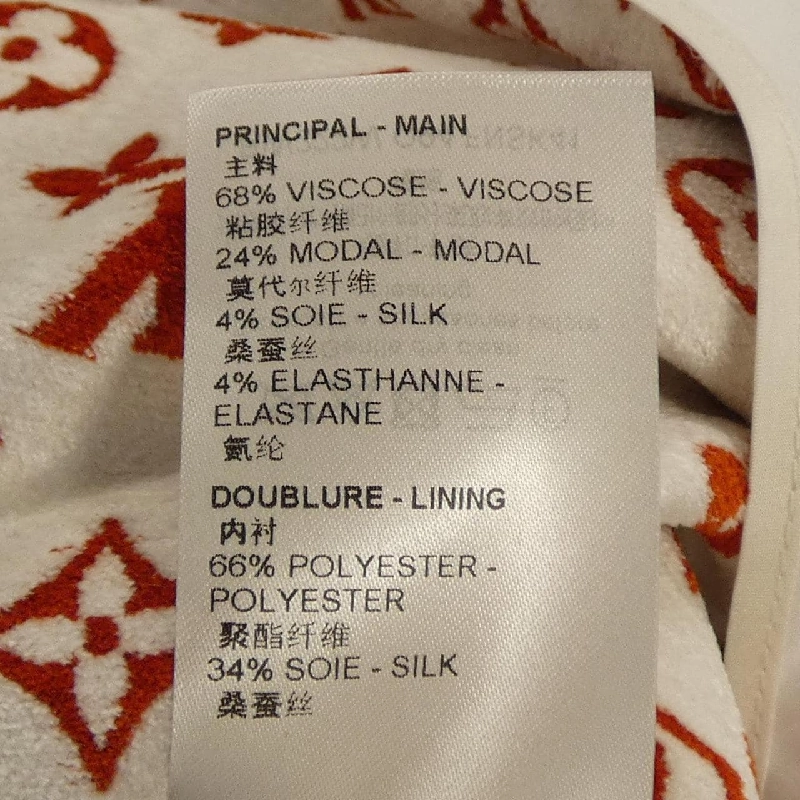 PRINCIPAL - MAIN
主料
68% VISCOSE - VISCOSE
粘胶纤维
24% MODAL - MODAL
莫代尔纤维
4% SOIE - SILK
桑蚕丝
4% ELASTHANNE -
ELASTANE
氨纶
DOUBLURE - LINING
内衬
66% POLYESTER -
POLYESTER
聚酯纤维
34% SOIE - SILK
桑蚕丝